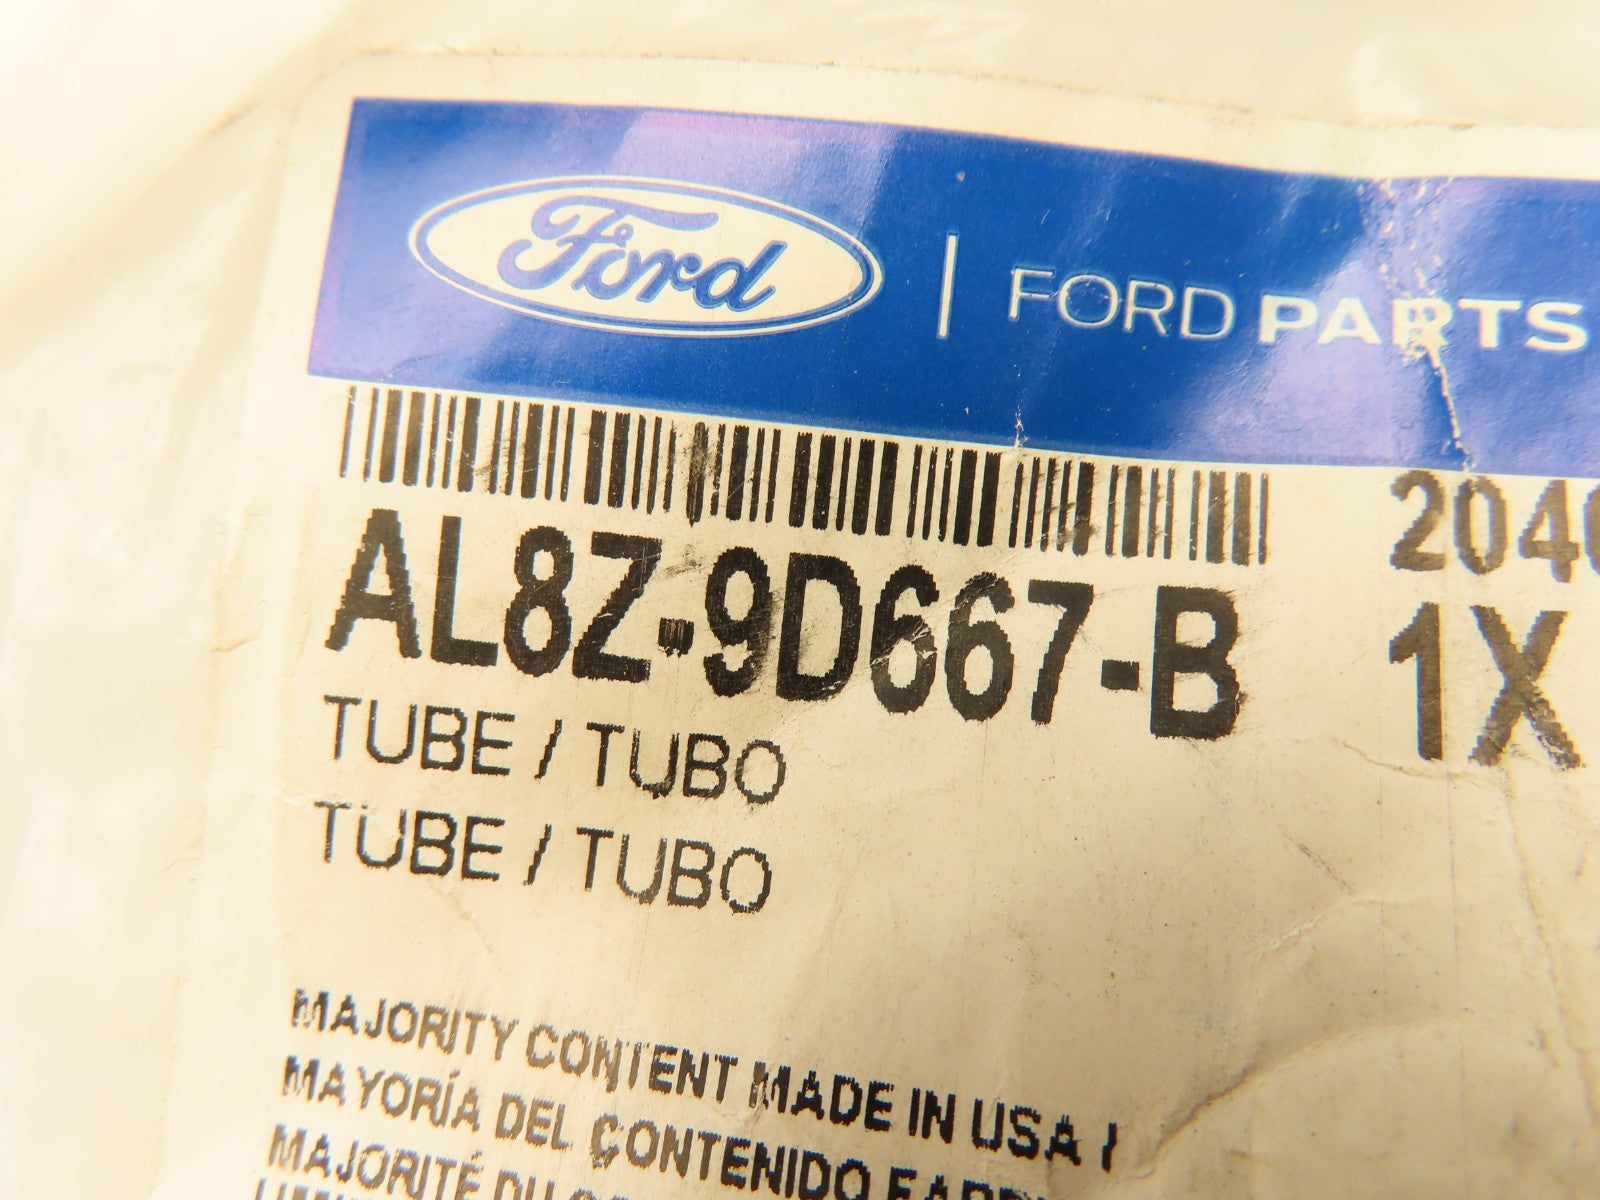 Ford | FORD PARTS
AL8Z-9D667-B
1X
TUBE / TUBO
TUBE / TUBO
MAJORITY CONTENT MADE IN USA /
MAYORÍA DEL CONTENIDO
MAJORITÉ DU